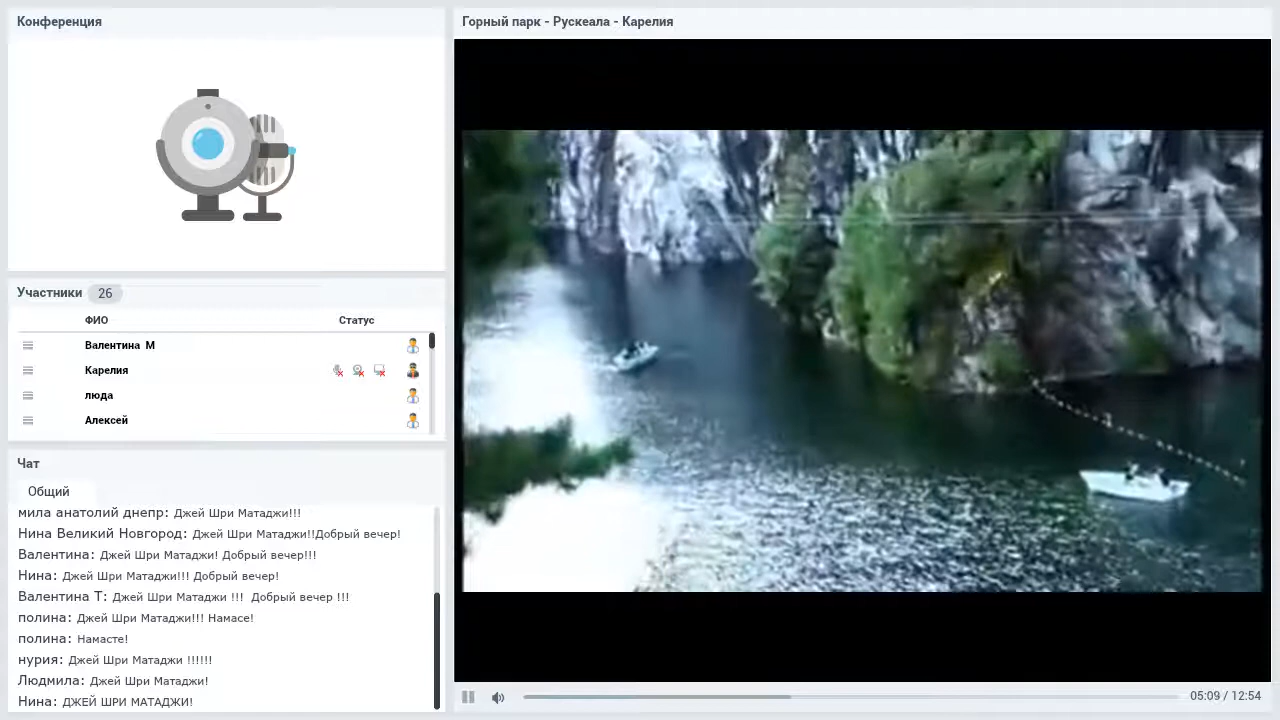 Конференция
Горный парк - Рускеала - Карелия
Участники 26
ФИО Статус
Валентина М
Карелия
люда
Алексей
Чат
Общий
мила анатолий днепр: Джей Шри Матаджи!!!
Нина Великий Новгород: Джей Шри Матаджи!!Добрый вечер!
Валентина: Джей Шри Матаджи! Добрый вечер!!!
Нина: Джей Шри Матаджи!!! Добрый вечер!
Валентина Т: Джей Шри Матаджи !!! Добрый вечер !!!
полина: Джей Шри Матаджи!!! Намасе!
полина: Намасте!
нурия: Джей Шри Матаджи !!!!!!
Людмила: Джей Шри Матаджи!
Нина: ДЖЕЙ ШРИ МАТАДЖИ!
05:09 / 12:54